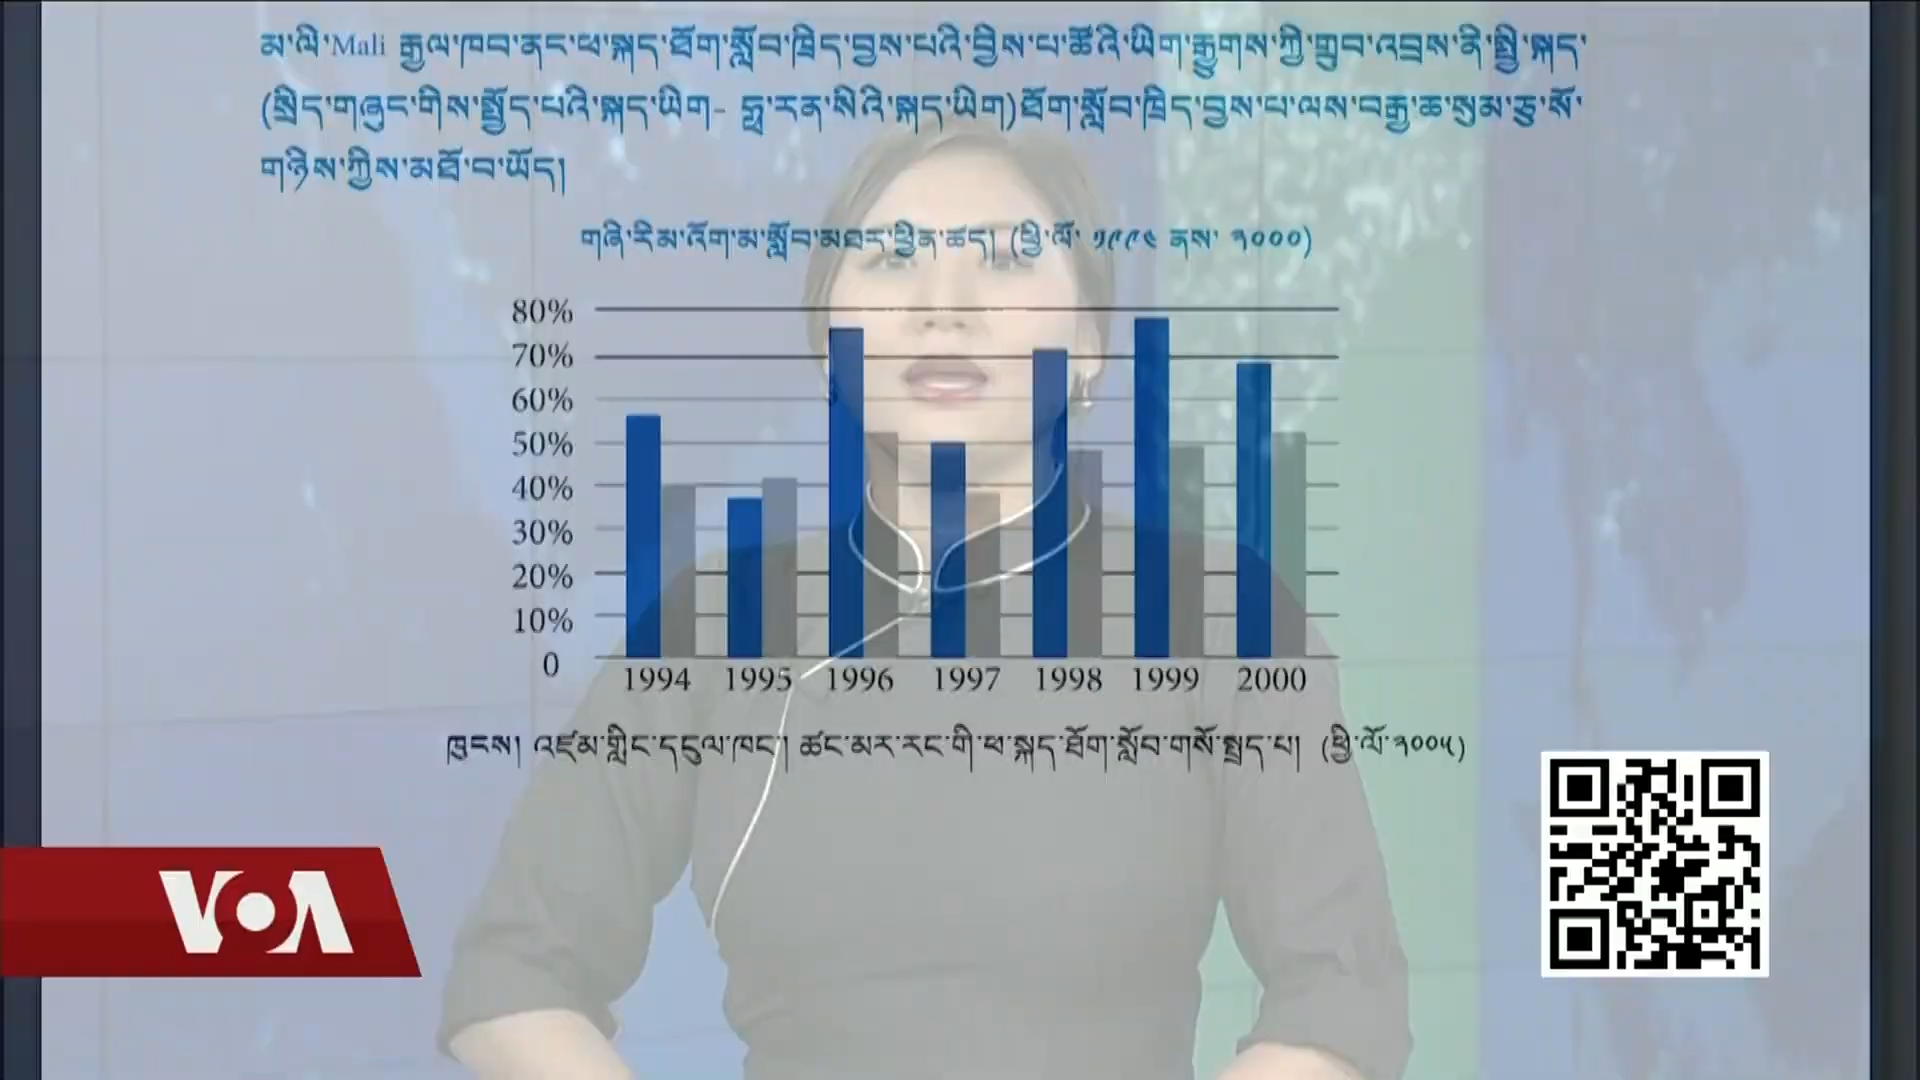 མ་ལི་Mali རྒྱལ་ཁབ་ནང་ཕ་སྐད་ཐོག་སློབ་ཁྲིད་བྱས་པའི་བྱིས་པ་ཚོའི་ཡིག་རྒྱུགས་ཀྱི་གྲུབ་འབྲས་ནི་སྤྱི་སྐད་
(སྲིད་གཞུང་གིས་སྤྱོད་པའི་སྐད་ཡིག- ཧྥ་རན་སིའི་སྐད་ཡིག)ཐོག་སློབ་ཁྲིད་བྱས་པ་ལས་བརྒྱ་ཆ་སུམ་ཅུ་སོ་
གཉིས་ཀྱིས་མཐོ་བ་ཡོད།
གཞི་རིམ་འོག་མ་སློབ་མཐར་ཕྱིན་ཚད། (ཕྱི་ལོ་ ༡༩༩༤ ནས་ ༢༠༠༠)
80%
70%
60%
50%
40%
30%
20%
10%
0
1994 1995 1996 1997 1998 1999 2000
ཁུངས། འཛམ་གླིང་དངུལ་ཁང་། ཚང་མར་རང་གི་ཕ་སྐད་ཐོག་སློབ་གསོ་སྤྲད་པ། (ཕྱི་ལོ་༢༠༠༥)
VOA